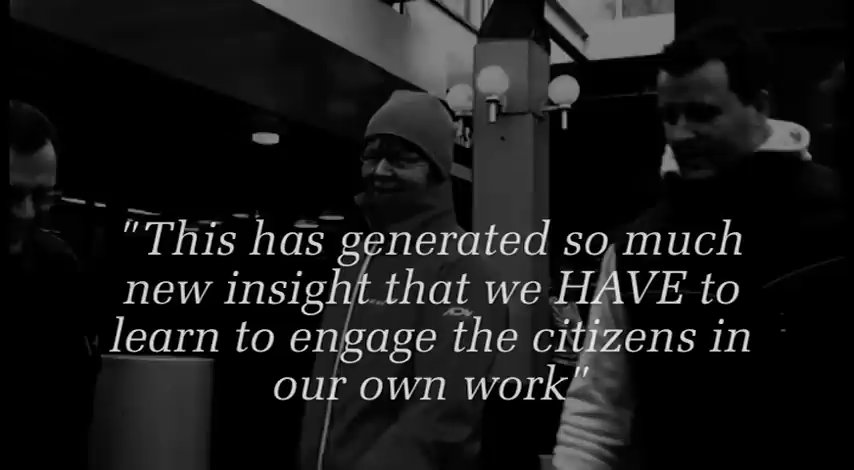 "This has generated so much
new insight that we HAVE to
learn to engage the citizens in
our own work"